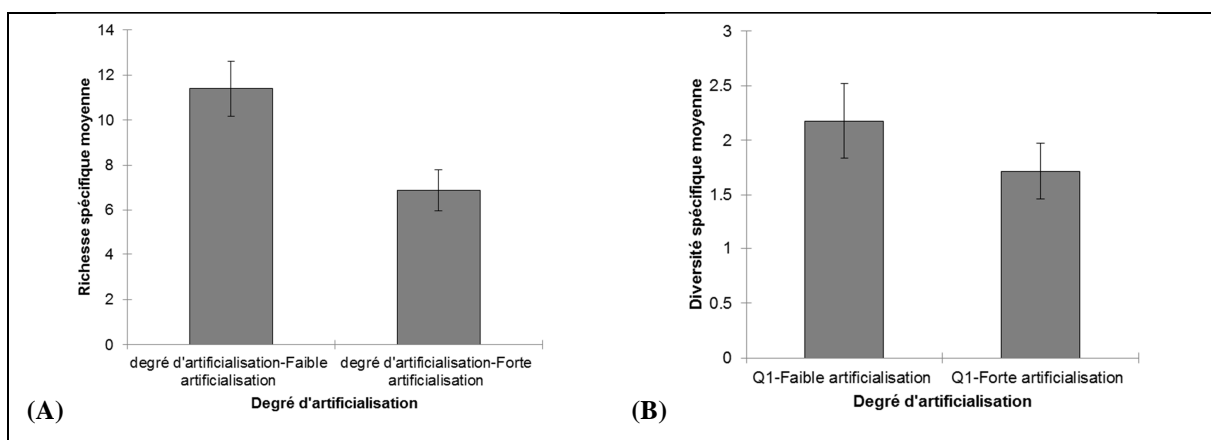 Richesse spécifique moyenne
14
12
10
8
6
4
2
0
degré d'artificialisation-Faible
artificialisation
degré d'artificialisation-Forte
artificialisation
Degré d'artificialisation
(A)
Diversité spécifique moyenne
3
2.5
2
1.5
1
0.5
0
Q1-Faible artificialisation
Q1-Forte artificialisation
Degré d'artificialisation
(B)